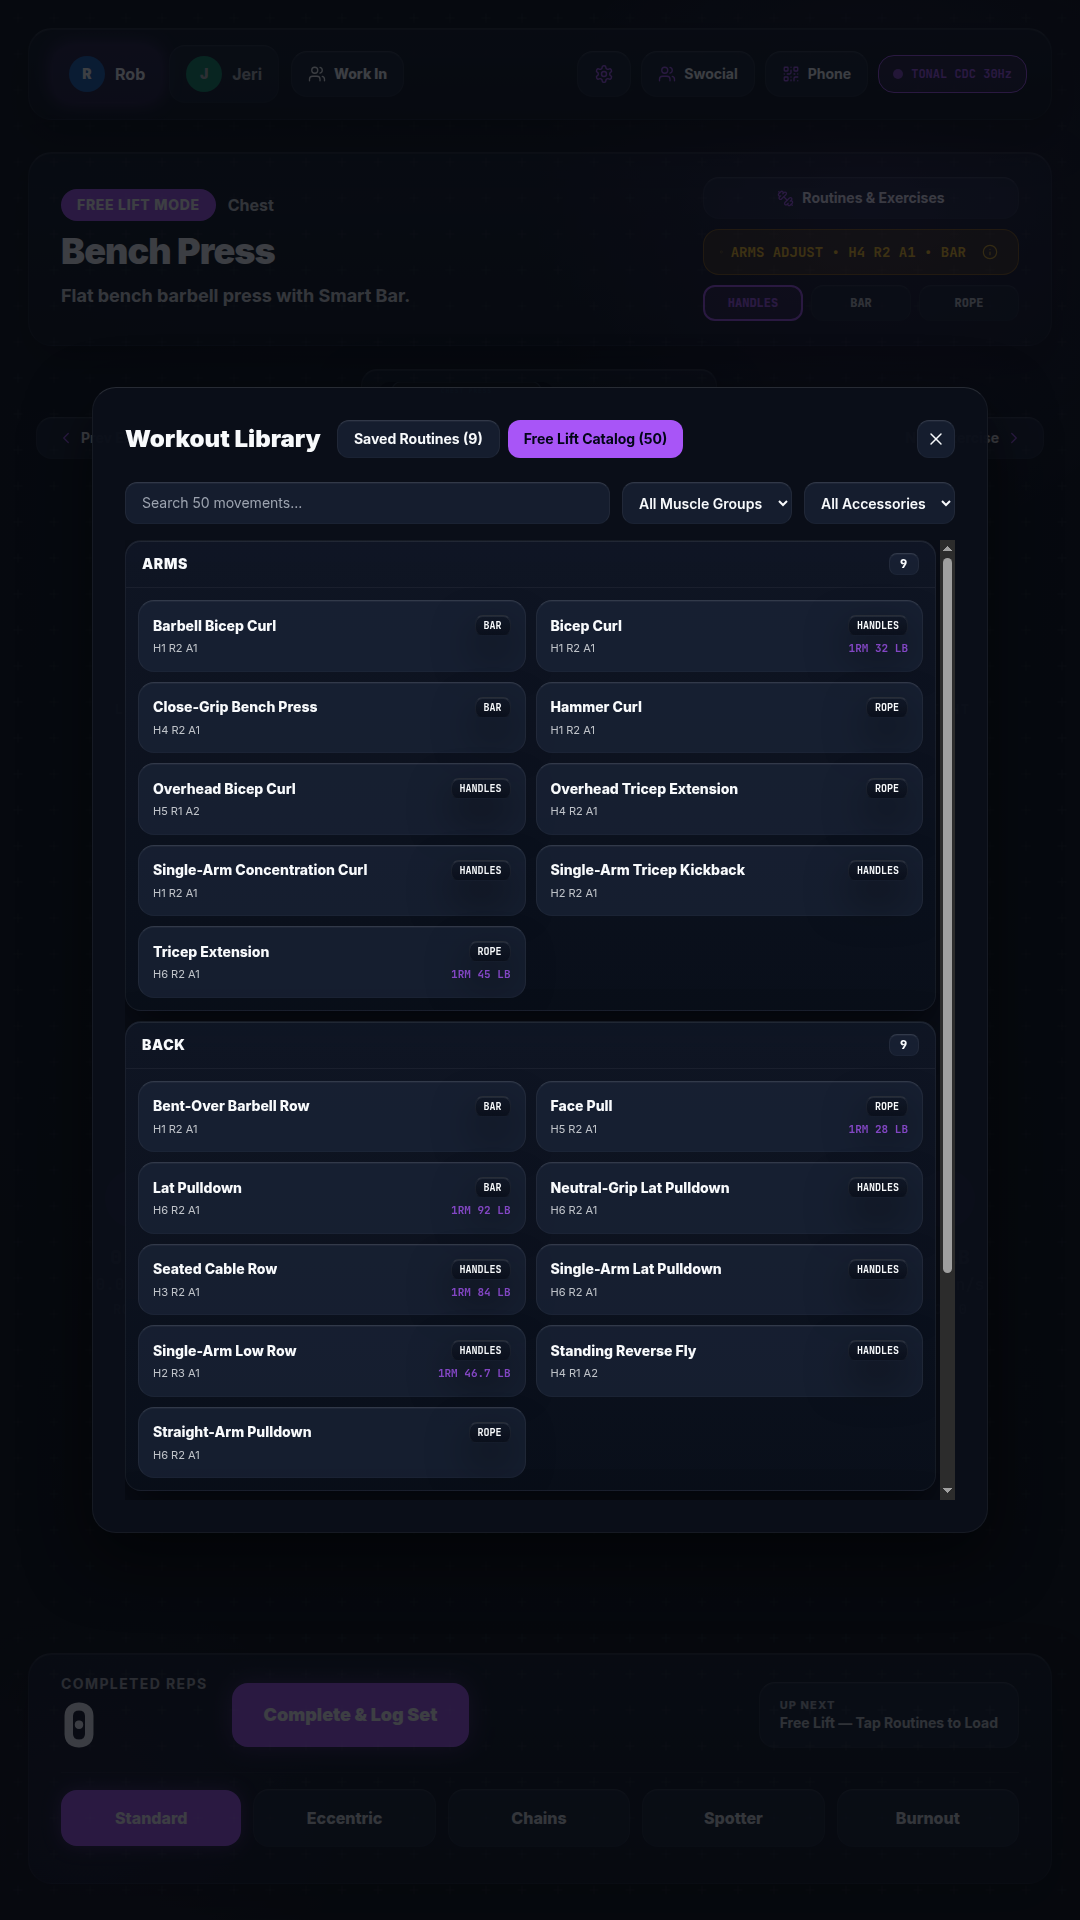 R Rob J Jeri Work In Swocial Phone TONAL CDC 30Hz
FREE LIFT MODE Chest
Bench Press
Flat bench barbell press with Smart Bar.
Routines & Exercises
ARMS ADJUST • H4 R2 A1 • BAR
HANDLES BAR ROPE
Workout Library Saved Routines (9) Free Lift Catalog (50)
Search 50 movements... All Muscle Groups All Accessories
ARMS 9
Barbell Bicep Curl BAR
H1 R2 A1
Bicep Curl HANDLES
H1 R2 A1 1RM 32 LB
Close-Grip Bench Press BAR
H4 R2 A1
Hammer Curl ROPE
H1 R2 A1
Overhead Bicep Curl HANDLES
H5 R1 A2
Overhead Tricep Extension ROPE
H4 R2 A1
Single-Arm Concentration Curl HANDLES
H1 R2 A1
Single-Arm Tricep Kickback HANDLES
H2 R2 A1
Tricep Extension ROPE
H6 R2 A1 1RM 45 LB
BACK 9
Bent-Over Barbell Row BAR
H1 R2 A1
Face Pull ROPE
H5 R2 A1 1RM 28 LB
Lat Pulldown BAR
H6 R2 A1 1RM 92 LB
Neutral-Grip Lat Pulldown HANDLES
H6 R2 A1
Seated Cable Row HANDLES
H3 R2 A1 1RM 84 LB
Single-Arm Lat Pulldown HANDLES
H6 R2 A1
Single-Arm Low Row HANDLES
H2 R3 A1 1RM 46.7 LB
Standing Reverse Fly HANDLES
H4 R1 A2
Straight-Arm Pulldown ROPE
H6 R2 A1
COMPLETED REPS
0
Complete & Log Set
UP NEXT
Free Lift — Tap Routines to Load
Standard Eccentric Chains Spotter Burnout